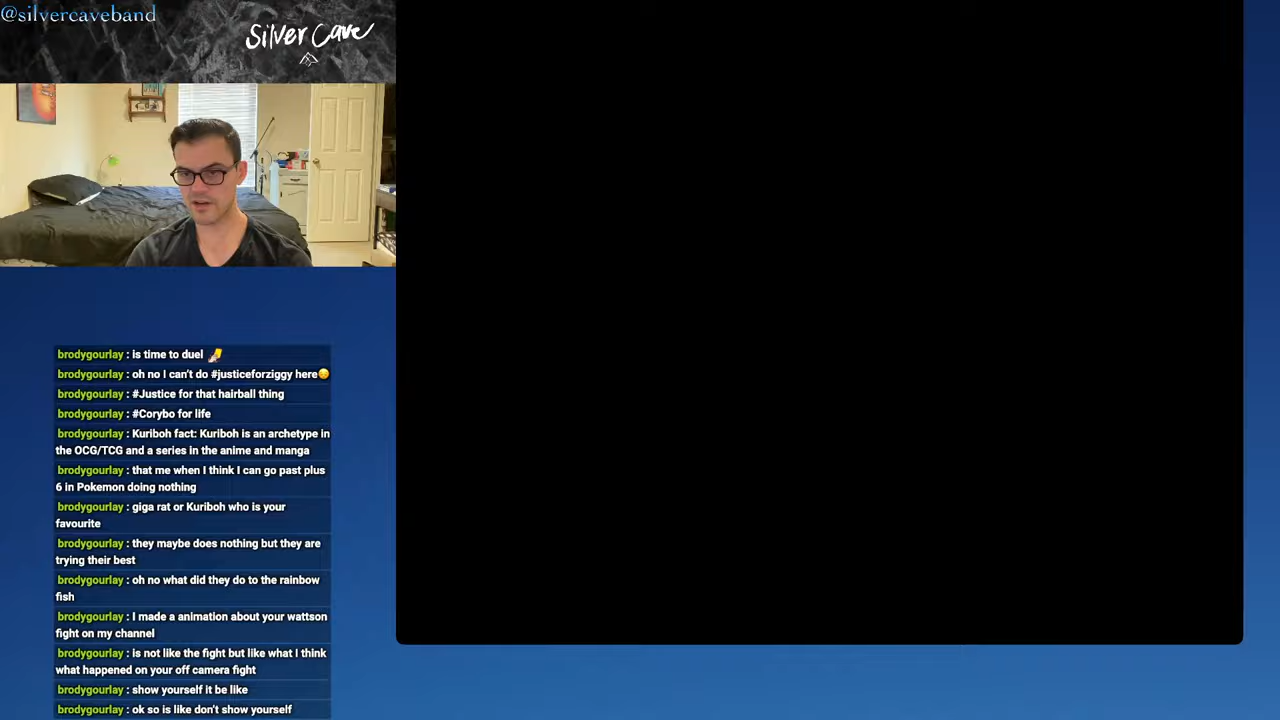 @silvercaveband
Silver Cave
brodygourlay : is time to duel
brodygourlay : oh no I can't do #justiceforziggy here
brodygourlay : #Justice for that hairball thing
brodygourlay : #Corybo for life
brodygourlay : Kuriboh fact: Kuriboh is an archetype in
the OCG/TCG and a series in the anime and manga
brodygourlay : that me when I think I can go past plus
6 in Pokemon doing nothing
brodygourlay : giga rat or Kuriboh who is your
favourite
brodygourlay : they maybe does nothing but they are
trying their best
brodygourlay : oh no what did they do to the rainbow
fish
brodygourlay : I made a animation about your wattson
fight on my channel
brodygourlay : is not like the fight but like what I think
what happened on your off camera fight
brodygourlay : show yourself it be like
brodygourlay : ok so is like don't show yourself